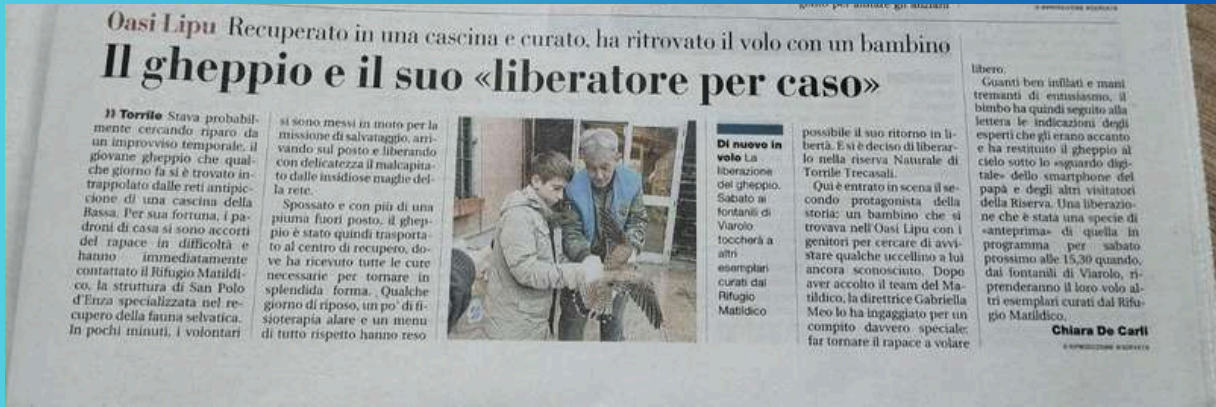 Oasi Lipu Recuperato in una cascina e curato, ha ritrovato il volo con un bambino
Il gheppio e il suo «liberatore per caso»
Torrile Stava probabil-
mente cercando riparo da
un improvviso temporale, il
giovane gheppio che qual-
che giorno fa si è trovato in-
trappolato dalle reti antipic-
cione di una cascina della
Bassa. Per sua fortuna, i pa-
droni di casa si sono accorti
del rapace in difficoltà e
hanno immediatamente
contattato il Rifugio Matildi-
co, la struttura di San Polo
d'Enza specializzata nel re-
cupero della fauna selvatica.
In pochi minuti, i volontari
si sono messi in moto per la
missione di salvataggio, arri-
vando sul posto e liberando
con delicatezza il malcapita-
to dalle insidiose maglie del-
la rete.
Spossato e con più di una
piuma fuori posto, il ghep-
pio è stato quindi trasporta-
to al centro di recupero, do-
ve ha ricevuto tutte le cure
necessarie per tornare in
splendida forma. Qualche
giorno di riposo, un po' di fi-
sioterapia alare e un menu
di tutto rispetto hanno reso
Di nuovo in
volo La
liberazione
del gheppio.
Sabato ai
fontanili di
Viarolo
toccherà a
altri
esemplari
curati dal
Rifugio
Matildico
possibile il suo ritorno in li-
bertà. E si è deciso di liberar-
lo nella riserva Naturale di
Torrile Trecasali.
Qui è entrato in scena il se-
condo protagonista della
storia: un bambino che si
trovava nell'Oasi Lipu con i
genitori per cercare di avvi-
stare qualche uccellino a lui
ancora sconosciuto. Dopo
aver accolto il team del Ma-
tildico, la direttrice Gabriella
Meo lo ha ingaggiato per un
compito davvero speciale:
far tornare il rapace a volare
libero.
Guanti ben infilati e mani
tremanti di entusiasmo, il
bimbo ha quindi seguito alla
lettera le indicazioni degli
esperti che gli erano accanto
e ha restituito il gheppio al
cielo sotto lo «sguardo digi-
tale» dello smartphone del
papà e degli altri visitatori
della Riserva. Una liberazio-
ne che è stata una specie di
«anteprima» di quella in
programma per sabato
prossimo alle 15,30 quando,
dai fontanili di Viarolo, ri-
prenderanno il loro volo al-
tri esemplari curati dal Rifu-
gio Matildico.
Chiara De Carli
© RIPRODUZIONE RISERVATA